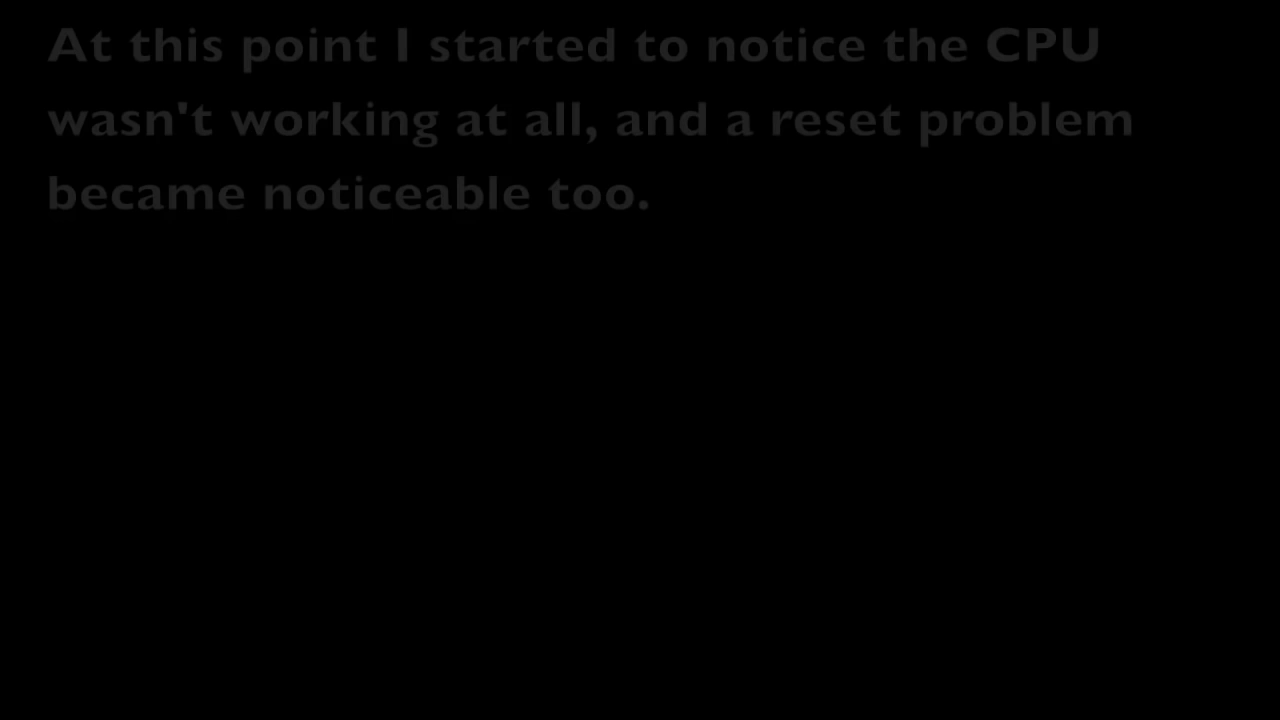 At this point I started to notice the CPU
wasn't working at all, and a reset problem
became noticeable too.